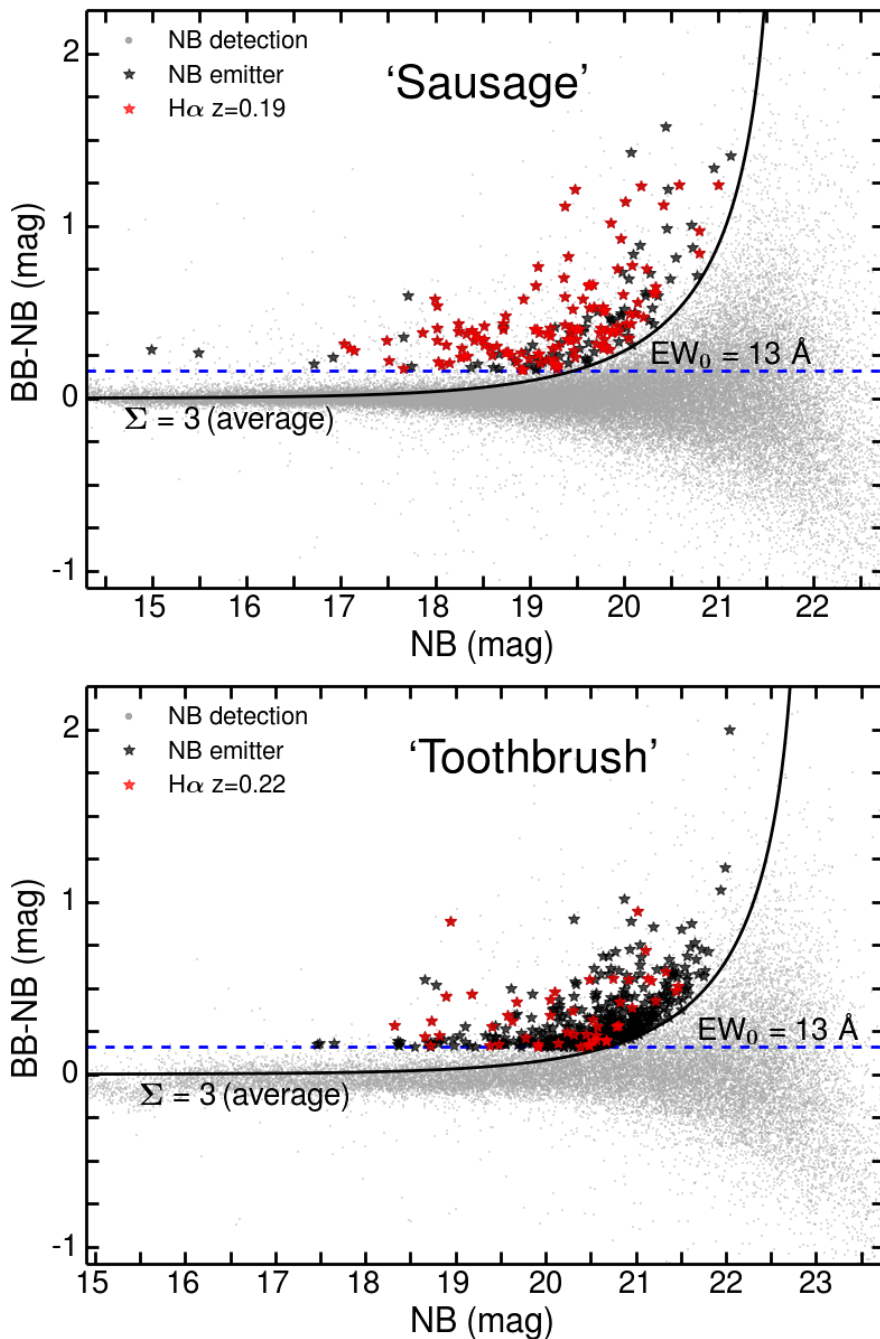 NB detection
NB emitter
Hα z=0.19
‘Sausage’
2
1
0
-1
BB-NB (mag)
EW₀ = 13 Å
Σ = 3 (average)
15 16 17 18 19 20 21 22
NB (mag)
NB detection
NB emitter
Hα z=0.22
‘Toothbrush’
2
1
0
-1
BB-NB (mag)
EW₀ = 13 Å
Σ = 3 (average)
15 16 17 18 19 20 21 22 23
NB (mag)